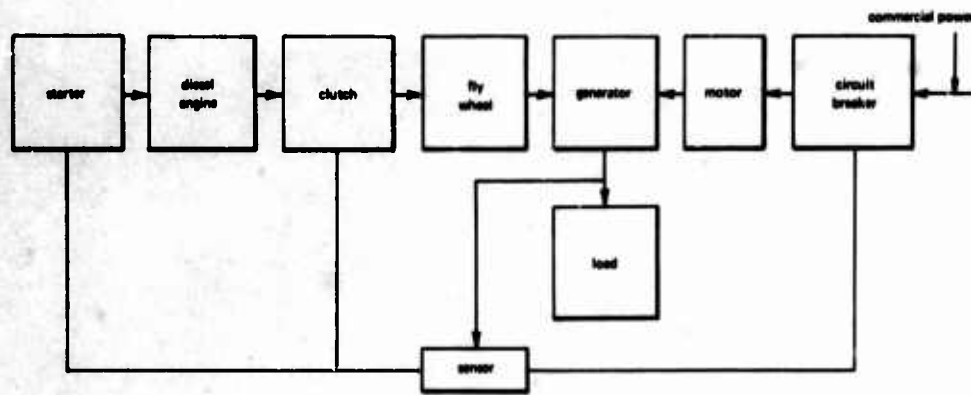 commercial power
starter
diesel
engine
clutch
fly
wheel
generator
motor
circuit
breaker
load
sensor